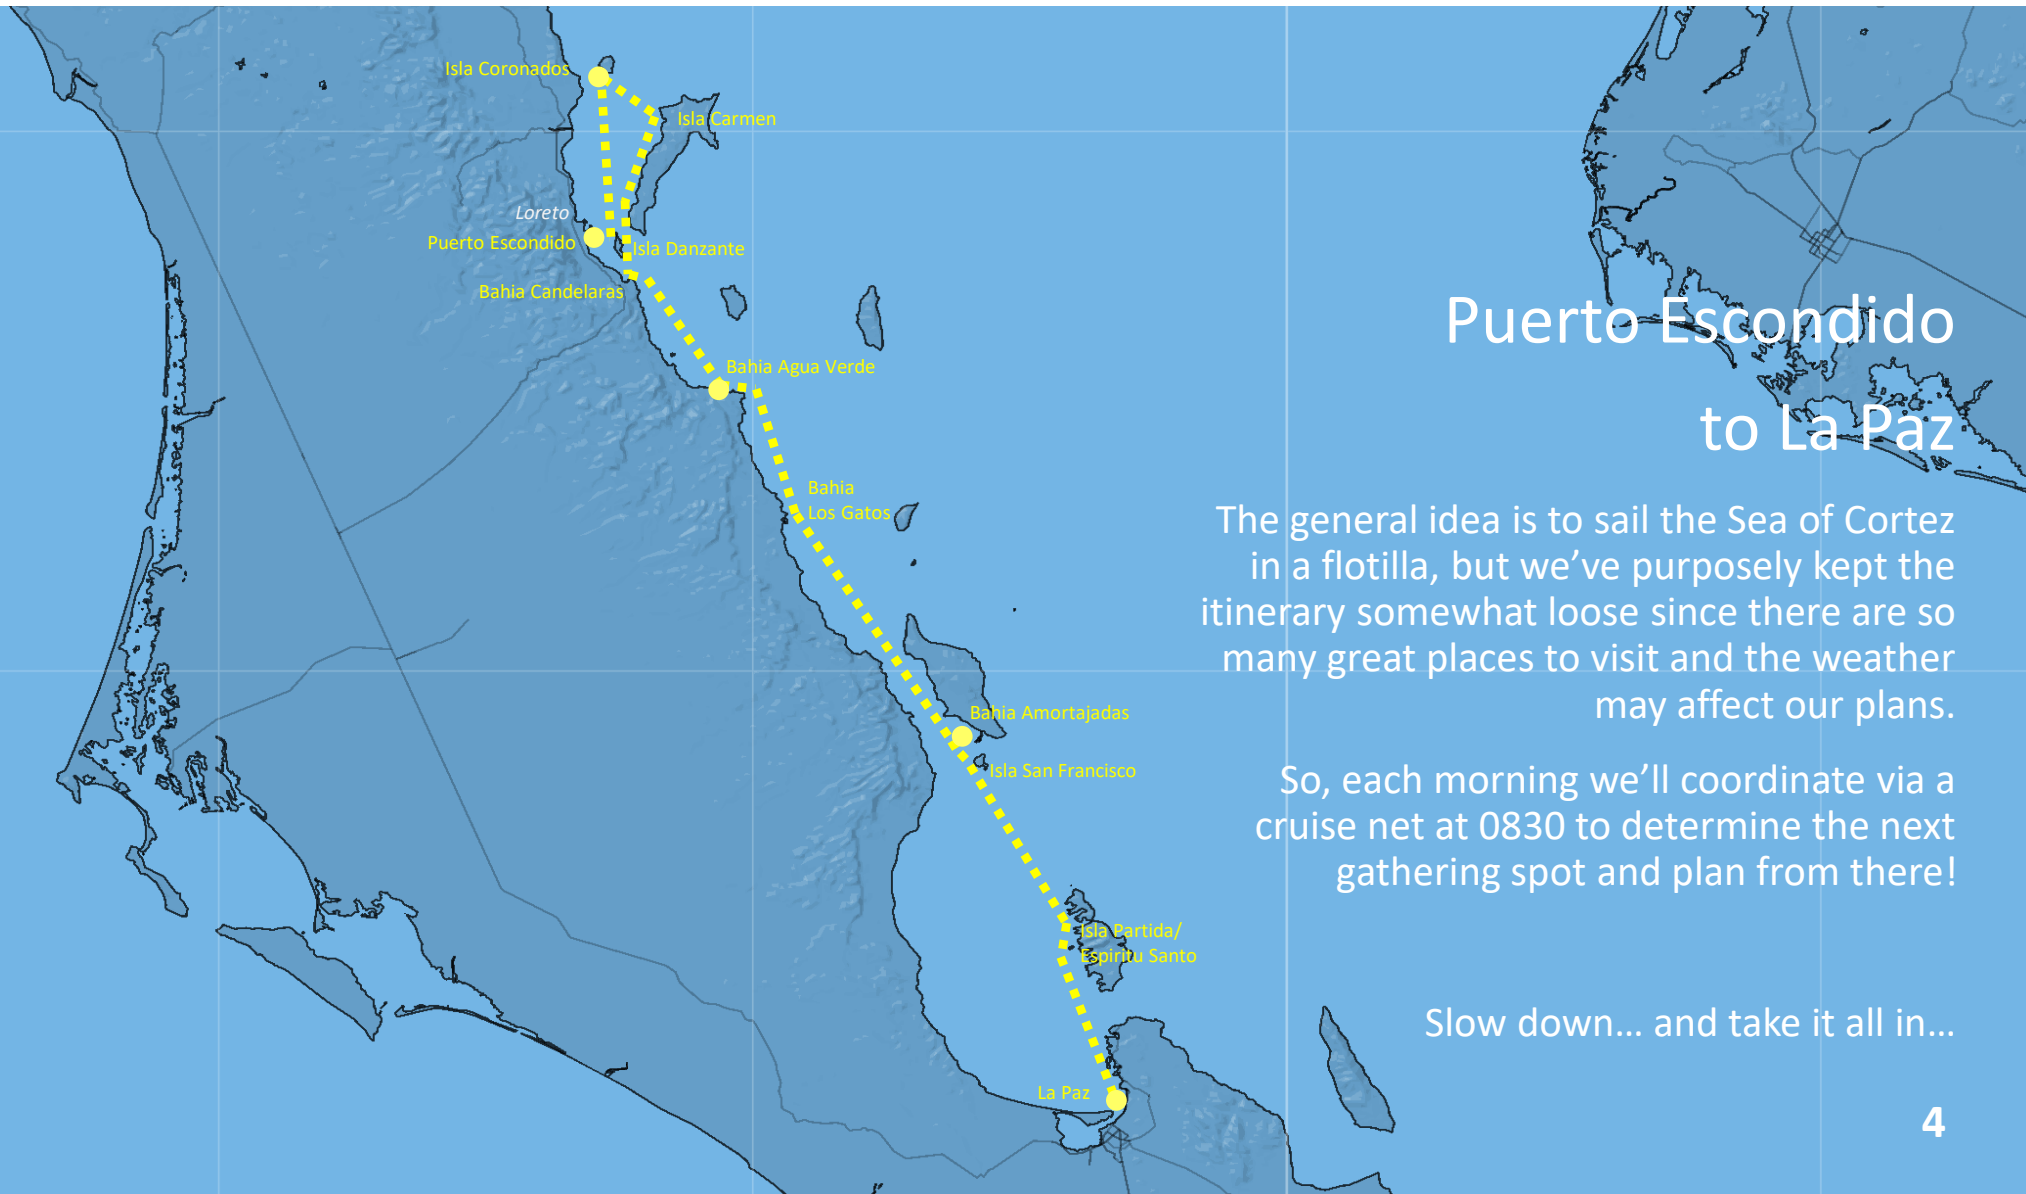 Isla Coronados
Isla Carmen
Loreto
Puerto Escondido
Isla Danzante
Bahia Candelaras
Bahia Agua Verde
Bahia
Los Gatos
Bahia Amortajadas
Isla San Francisco
Isla Partida/
Espiritu Santo
La Paz
Puerto Escondido
to La Paz
The general idea is to sail the Sea of Cortez
in a flotilla, but we’ve purposely kept the
itinerary somewhat loose since there are so
many great places to visit and the weather
may affect our plans.
So, each morning we’ll coordinate via a
cruise net at 0830 to determine the next
gathering spot and plan from there!
Slow down… and take it all in…
4